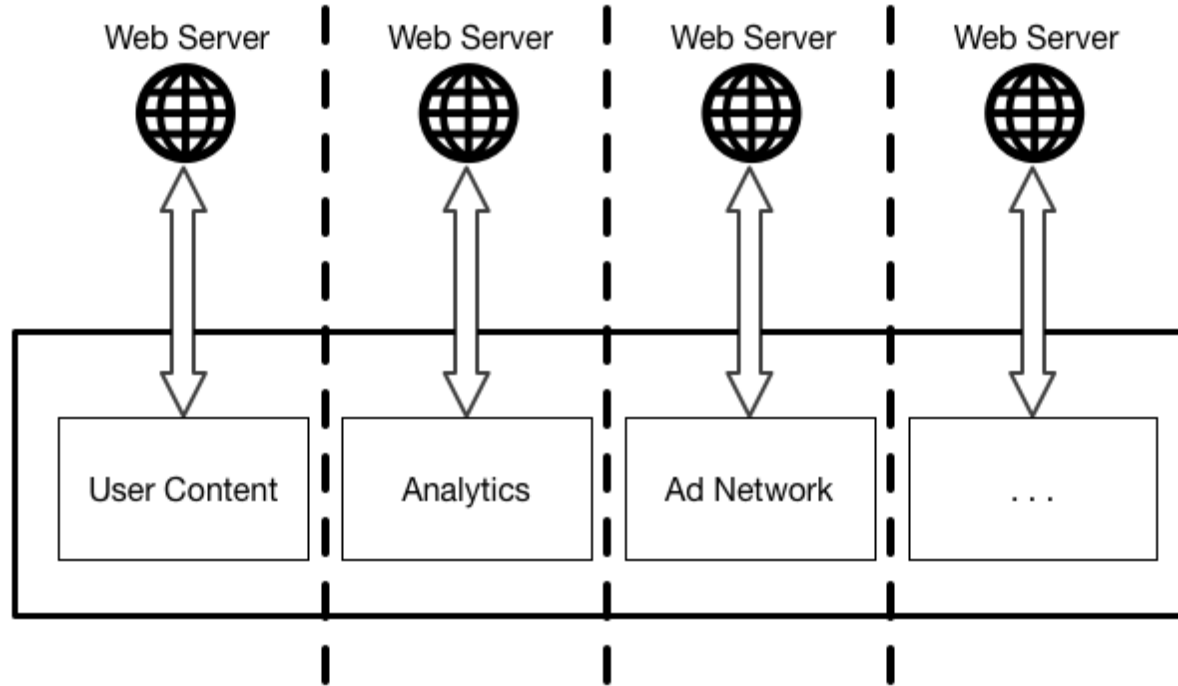 Web Server
Web Server
Web Server
Web Server
User Content
Analytics
Ad Network
. . .